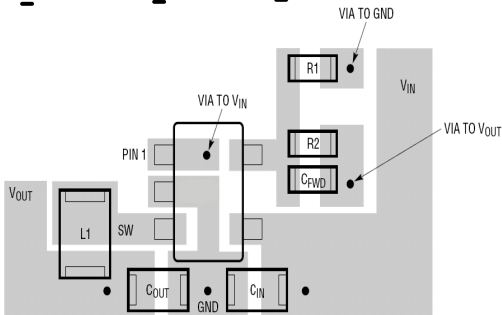 VIA TO GND
R1
VIN
VIA TO VIN
VIA TO VOUT
PIN 1
R2
CFWD
VOUT
L1
SW
COUT
GND
CIN